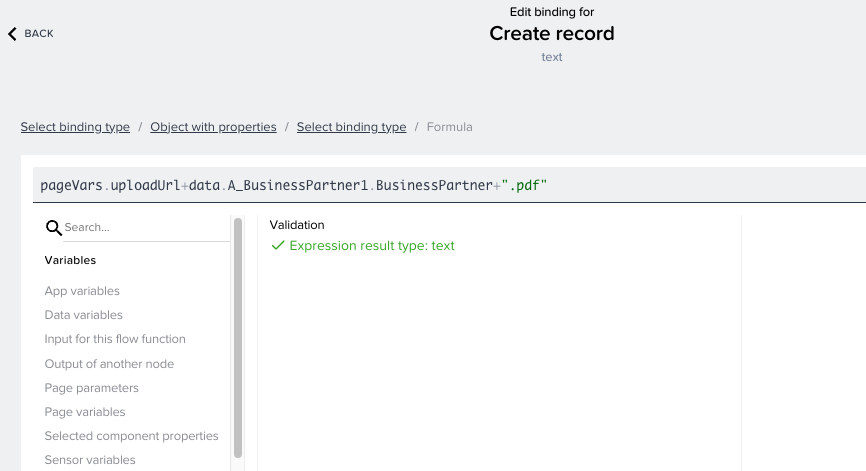 Edit binding for
BACK
Create record
text
Select binding type / Object with properties / Select binding type / Formula
pageVars.uploadUrl+data.A_BusinessPartner1.BusinessPartner+".pdf"
Search...
Validation
Expression result type: text
Variables
App variables
Data variables
Input for this flow function
Output of another node
Page parameters
Page variables
Selected component properties
Sensor variables